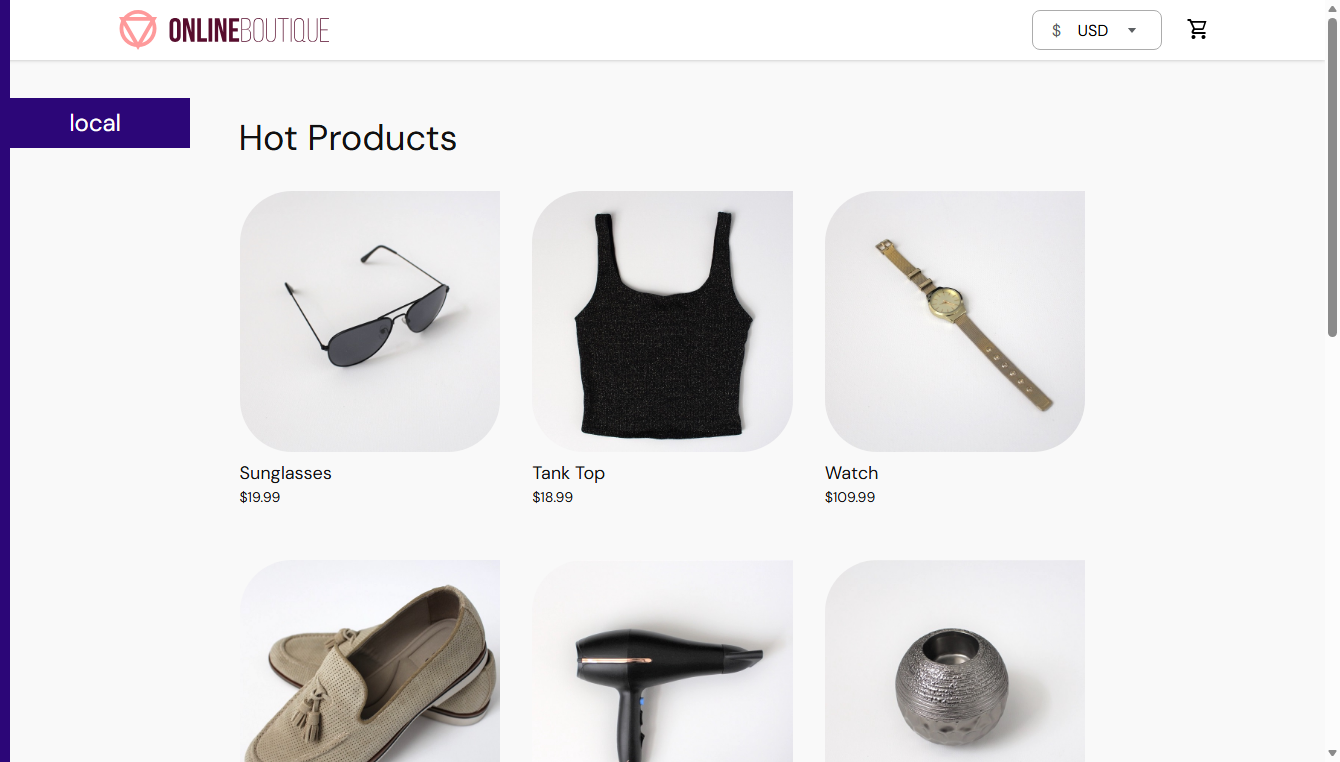 ONLINEBOUTIQUE
$ USD
local
Hot Products
Sunglasses
$19.99
Tank Top
$18.99
Watch
$109.99